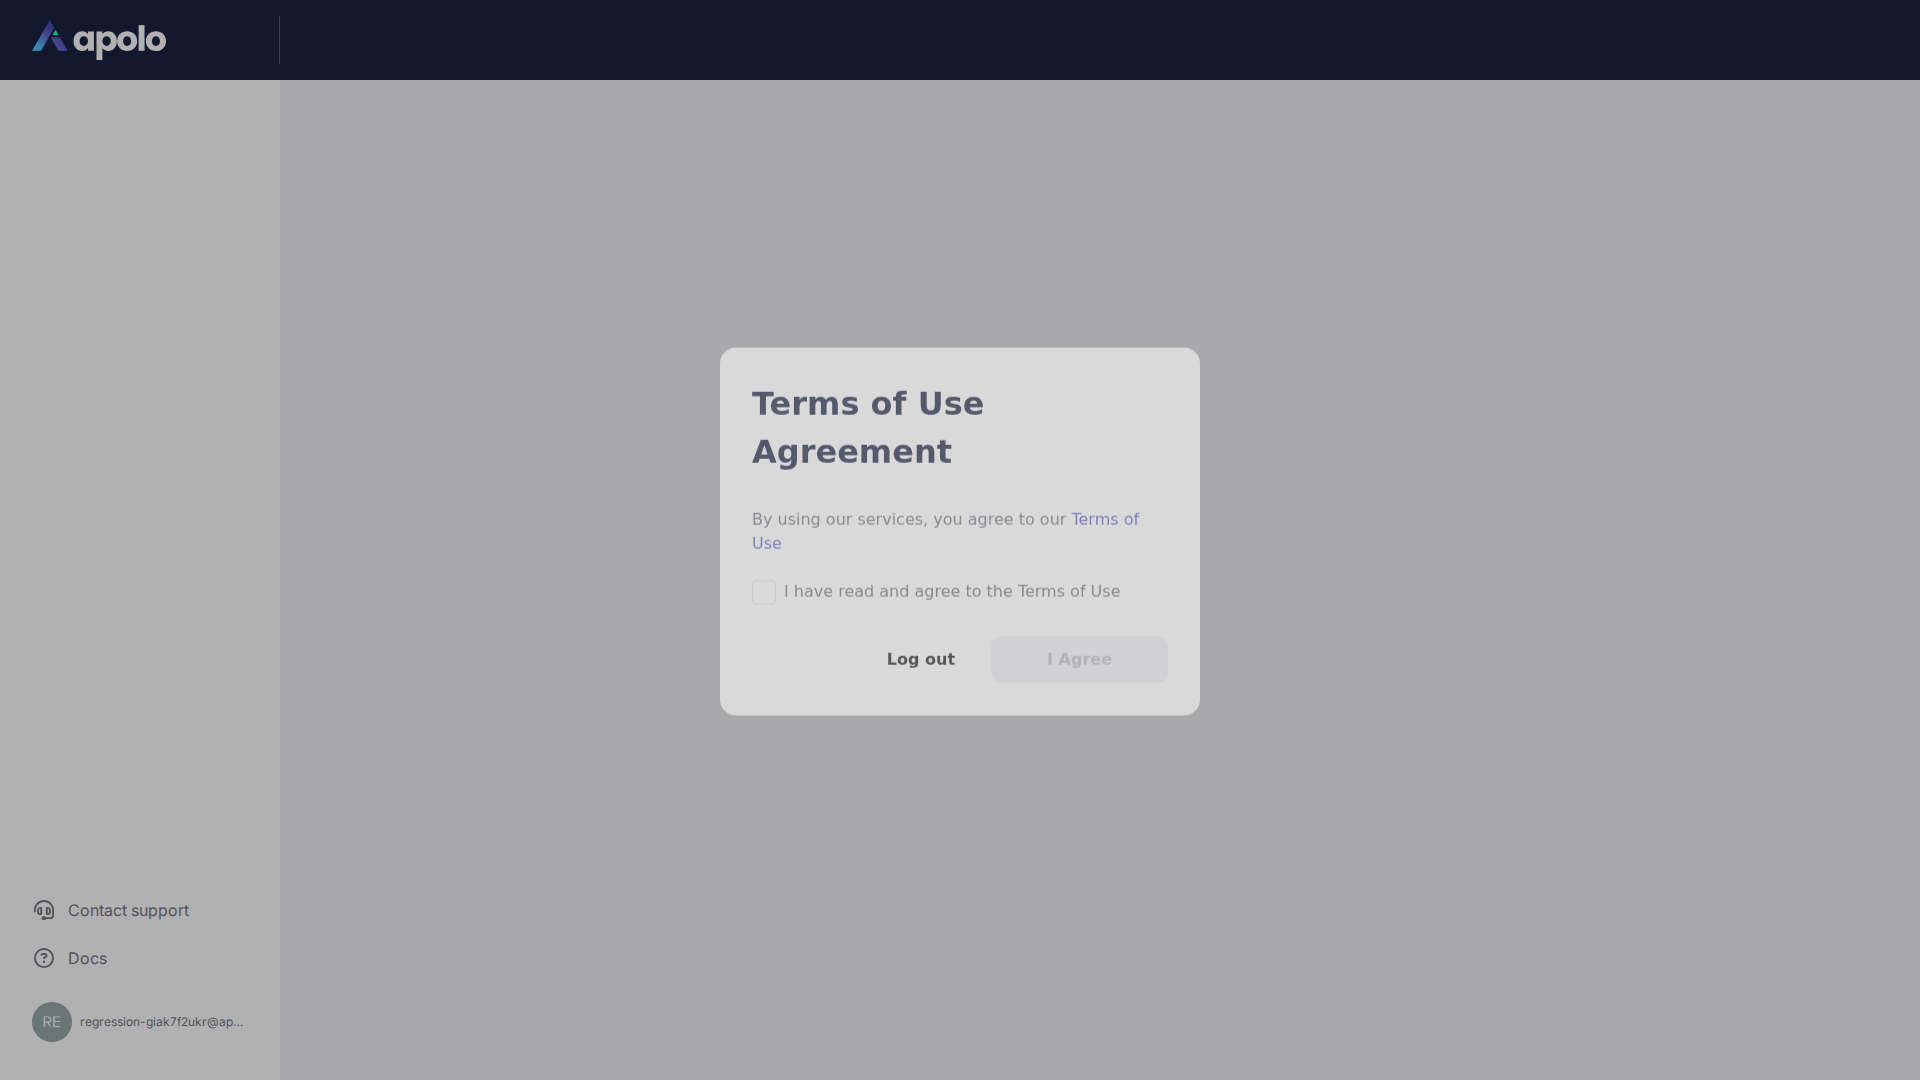 apolo
Terms of Use
Agreement
By using our services, you agree to our Terms of
Use
I have read and agree to the Terms of Use
Log out
I Agree
Contact support
Docs
RE
regression-giak7f2ukr@ap...